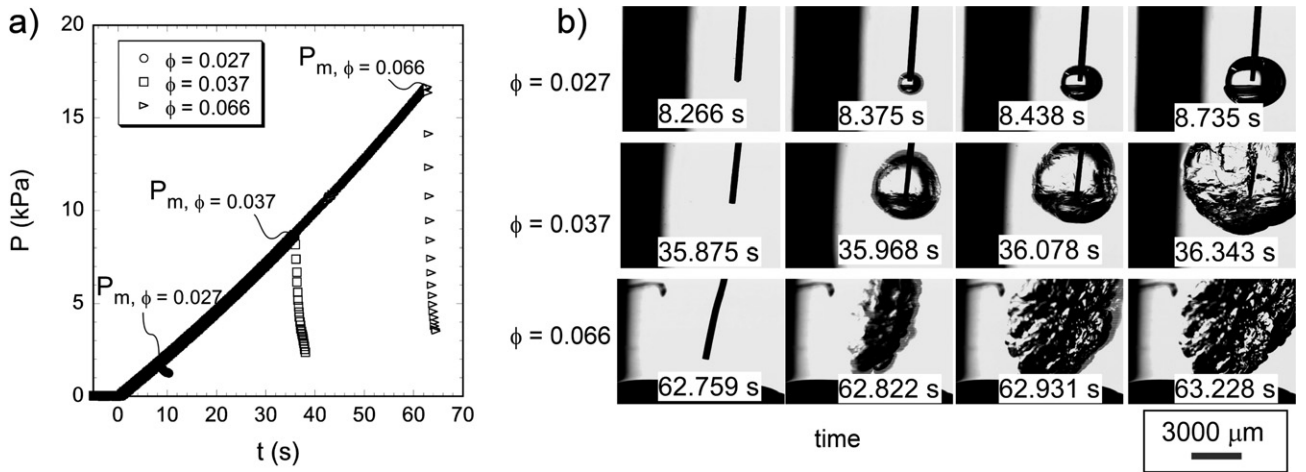 a)
P (kPa)
20
15
10
5
0
0 10 20 30 40 50 60 70
t (s)
ϕ = 0.027
ϕ = 0.037
ϕ = 0.066
P m, ϕ = 0.066
P m, ϕ = 0.037
P m, ϕ = 0.027
b)
ϕ = 0.027
8.266 s 8.375 s 8.438 s 8.735 s
ϕ = 0.037
35.875 s 35.968 s 36.078 s 36.343 s
ϕ = 0.066
62.759 s 62.822 s 62.931 s 63.228 s
time
3000 μm